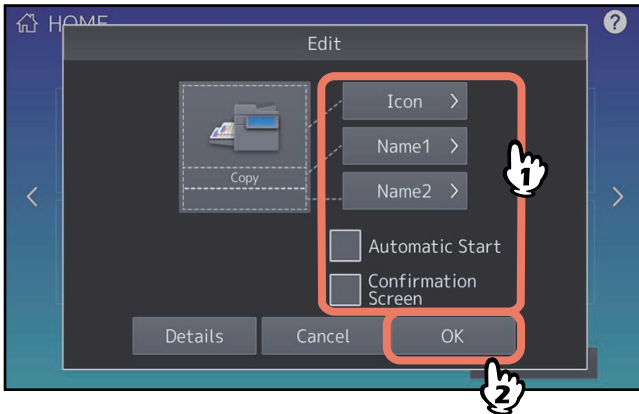 HOME
?
Edit
Icon >
Name1 >
Copy
Name2 >
Automatic Start
Confirmation
Screen
Details
Cancel
OK
1
2